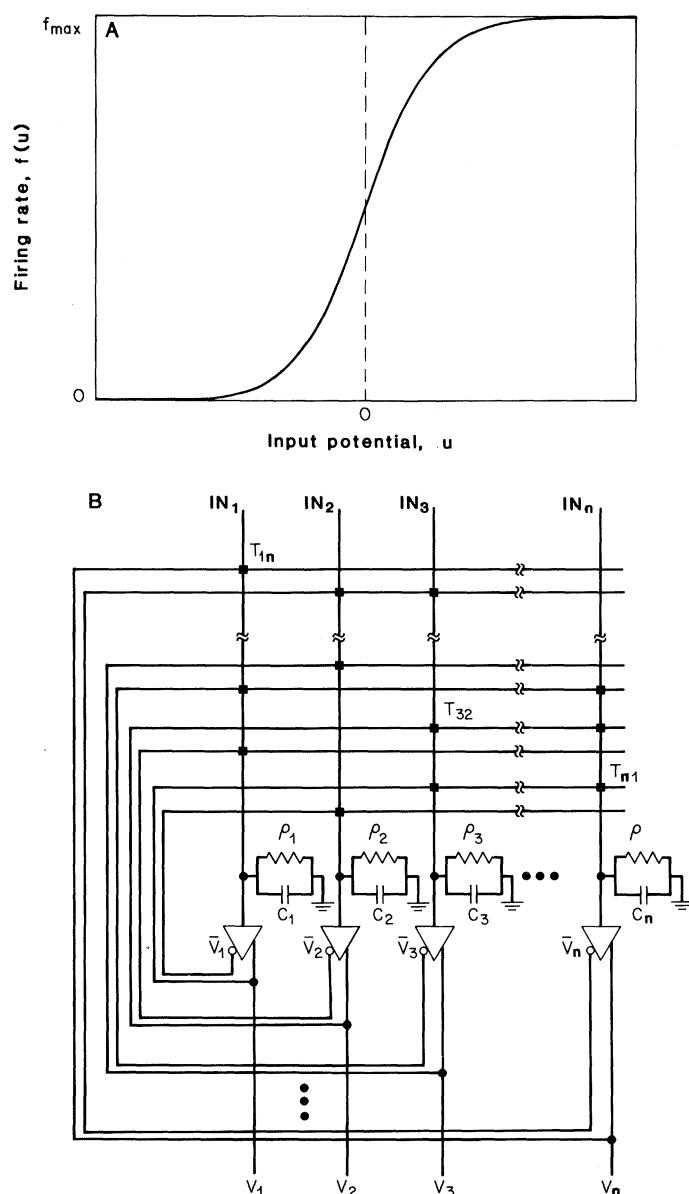 f max A
Firing rate, f(u)
0
0
Input potential, u
B IN1 IN2 IN3 INn
T1n
T32
Tn1
ρ1 ρ2 ρ3 ρ
C1 C2 C3 Cn
V̄1 V̄2 V̄3 V̄n
V1 V2 V3 Vn